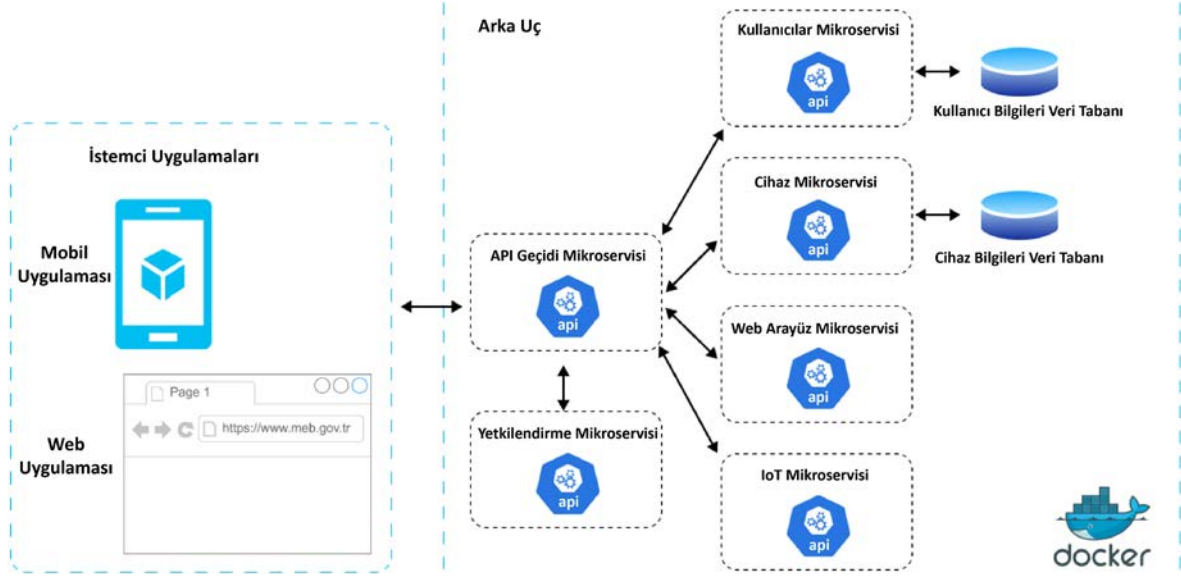 İstemci Uygulamaları
Mobil
Uygulaması
Page 1
https://www.meb.gov.tr
Web
Uygulaması
Arka Uç
API Geçidi Mikroservisi
api
Yetkilendirme Mikroservisi
api
Kullanıcılar Mikroservisi
api
Kullanıcı Bilgileri Veri Tabanı
Cihaz Mikroservisi
api
Cihaz Bilgileri Veri Tabanı
Web Arayüz Mikroservisi
api
IoT Mikroservisi
api
docker